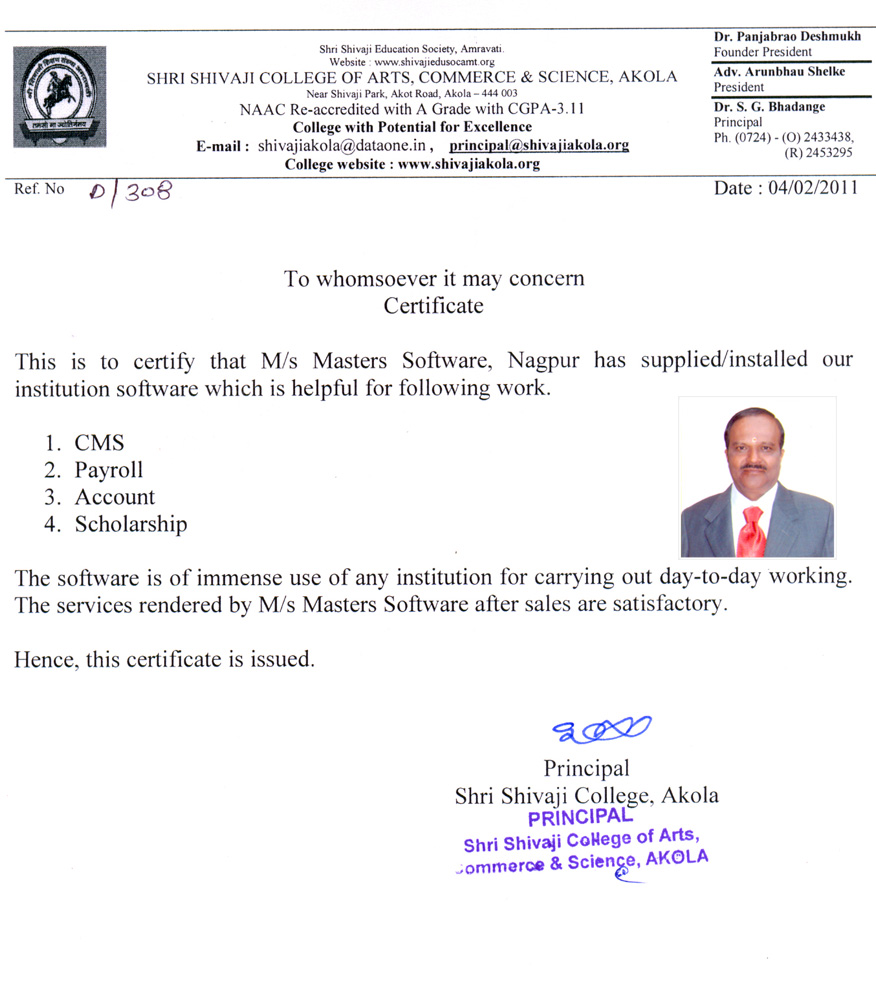 Shri Shivaji Education Society, Amravati.
Website : www.shivajiedusocamt.org
SHRI SHIVAJI COLLEGE OF ARTS, COMMERCE & SCIENCE, AKOLA
Near Shivaji Park, Akot Road, Akola – 444 003
NAAC Re-accredited with A Grade with CGPA-3.11
College with Potential for Excellence
E-mail : shivajiakola@dataone.in , principal@shivajiakola.org
College website : www.shivajiakola.org
Dr. Panjabrao Deshmukh
Founder President
Adv. Arunbhau Shelke
President
Dr. S. G. Bhadange
Principal
Ph. (0724) - (O) 2433438,
(R) 2453295
Ref. No D/308
Date : 04/02/2011
To whomsoever it may concern
Certificate
This is to certify that M/s Masters Software, Nagpur has supplied/installed our
institution software which is helpful for following work.
1. CMS
2. Payroll
3. Account
4. Scholarship
The software is of immense use of any institution for carrying out day-to-day working.
The services rendered by M/s Masters Software after sales are satisfactory.
Hence, this certificate is issued.
Principal
Shri Shivaji College, Akola
PRINCIPAL
Shri Shivaji College of Arts,
Commerce & Science, AKOLA